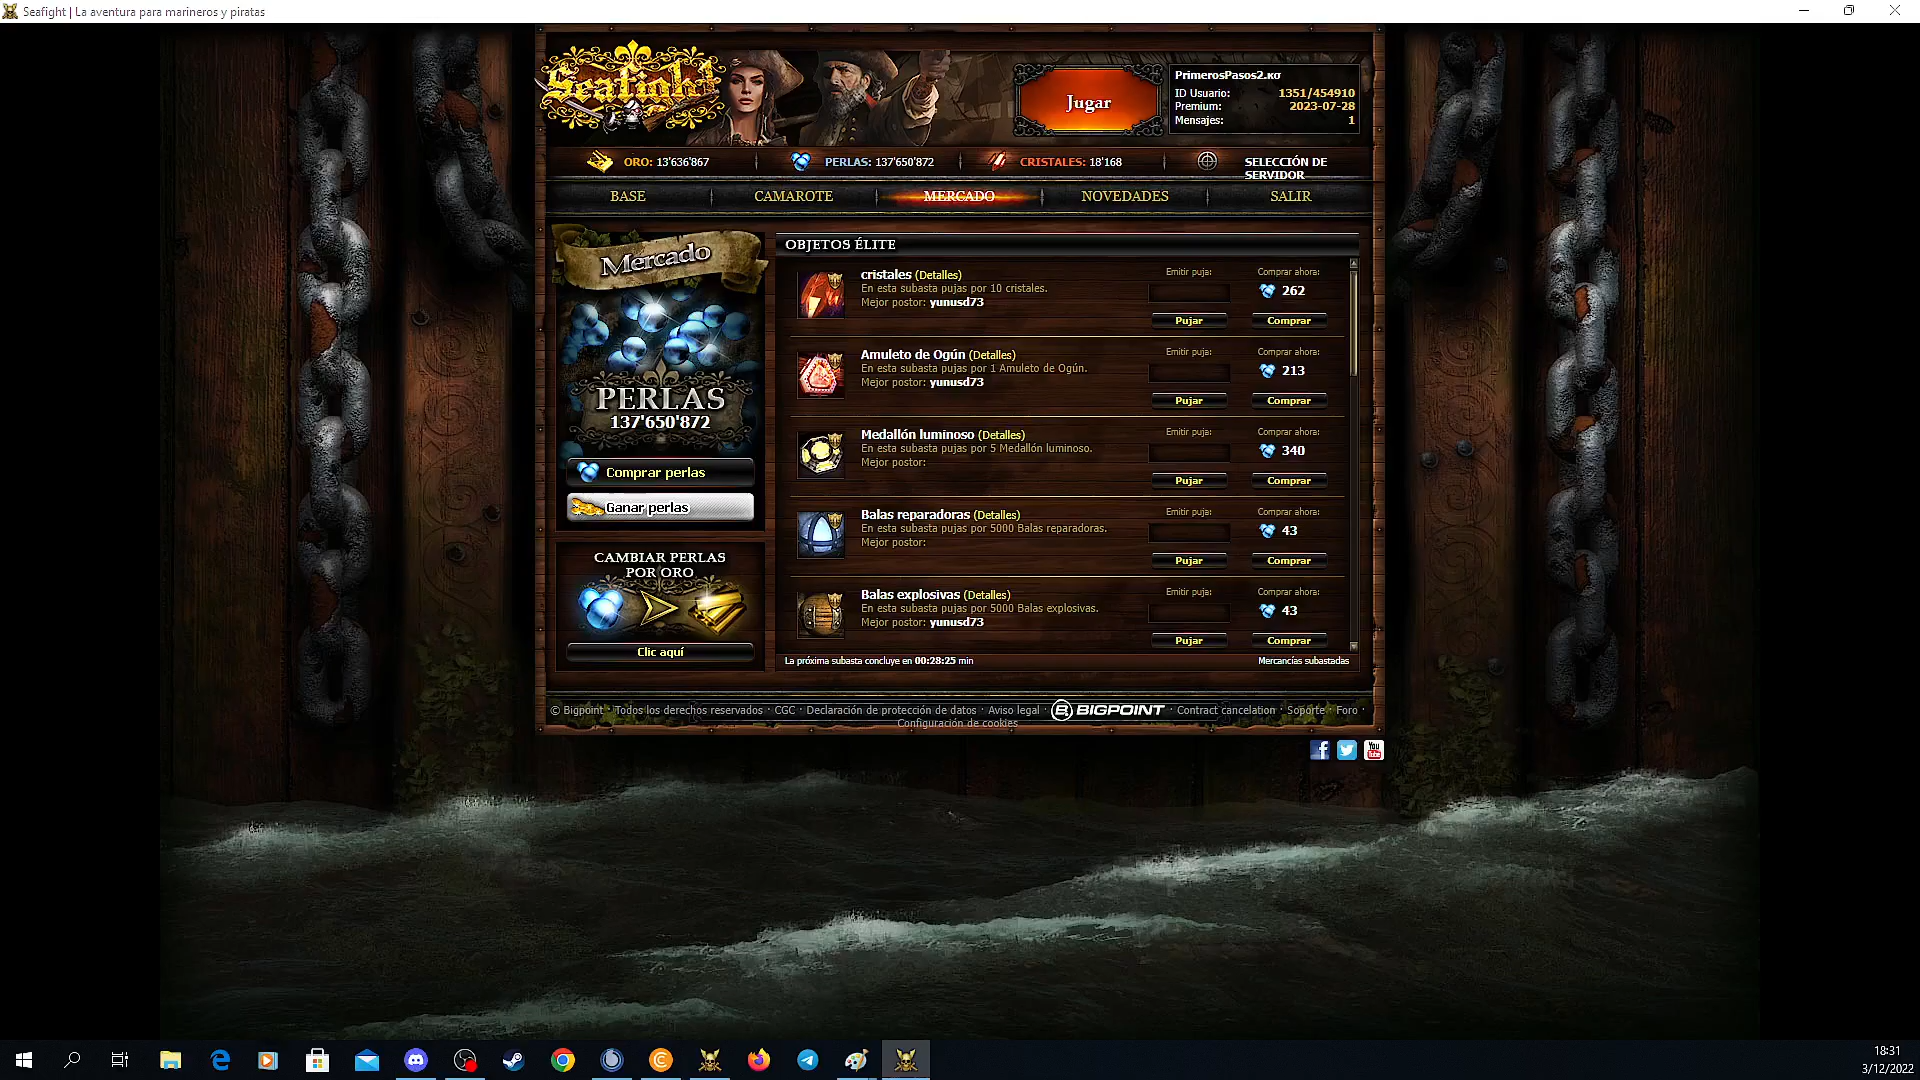 Seafight | La aventura para marineros y piratas
Seafight
Jugar
PrimerosPasos2.κσ
ID Usuario: 1351/454910
Premium: 2023-07-28
Mensajes: 1
ORO: 13'636'867
PERLAS: 137'650'872
CRISTALES: 18'168
SELECCIÓN DE
SERVIDOR
BASE
CAMAROTE
MERCADO
NOVEDADES
SALIR
Mercado
PERLAS
137'650'872
Comprar perlas
Ganar perlas
CAMBIAR PERLAS
POR ORO
Clic aquí
OBJETOS ÉLITE
cristales (Detalles)
En esta subasta pujas por 10 cristales.
Mejor postor: yunusd73
Emitir puja:
Pujar
Comprar ahora:
262
Comprar
Amuleto de Ogún (Detalles)
En esta subasta pujas por 1 Amuleto de Ogún.
Mejor postor: yunusd73
Emitir puja:
Pujar
Comprar ahora:
213
Comprar
Medallón luminoso (Detalles)
En esta subasta pujas por 5 Medallón luminoso.
Mejor postor:
Emitir puja:
Pujar
Comprar ahora:
340
Comprar
Balas reparadoras (Detalles)
En esta subasta pujas por 5000 Balas reparadoras.
Mejor postor:
Emitir puja:
Pujar
Comprar ahora:
43
Comprar
Balas explosivas (Detalles)
En esta subasta pujas por 5000 Balas explosivas.
Mejor postor: yunusd73
Emitir puja:
Pujar
Comprar ahora:
43
Comprar
La próxima subasta concluye en 00:28:25 min
Mercancías subastadas
© Bigpoint · Todos los derechos reservados · CGC · Declaración de protección de datos · Aviso legal · BIGPOINT · Contract cancelation · Soporte · Foro ·
Configuración de cookies
You
Tube
18:31
3/12/2022